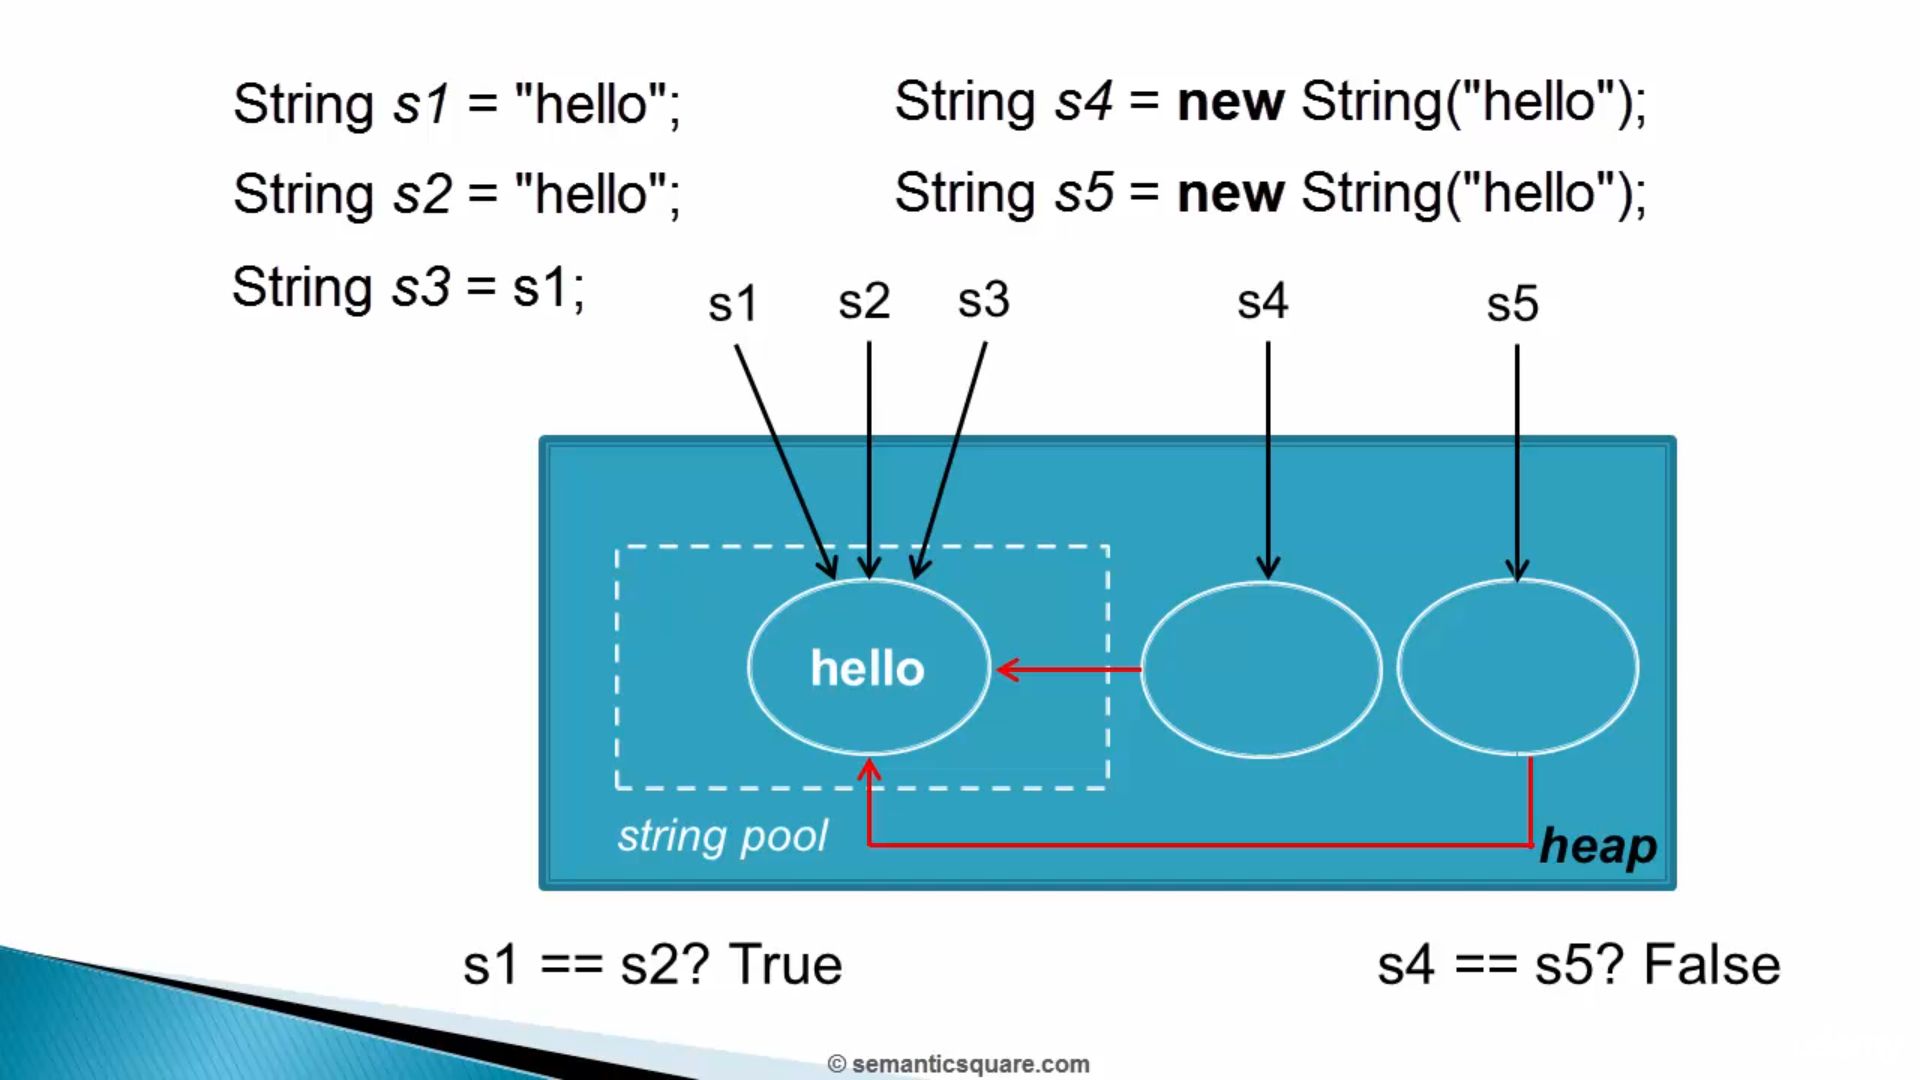 String s1 = "hello";
String s2 = "hello";
String s3 = s1;
String s4 = new String("hello");
String s5 = new String("hello");
s1 s2 s3 s4 s5
hello
string pool
heap
s1 == s2? True
s4 == s5? False
© semanticsquare.com